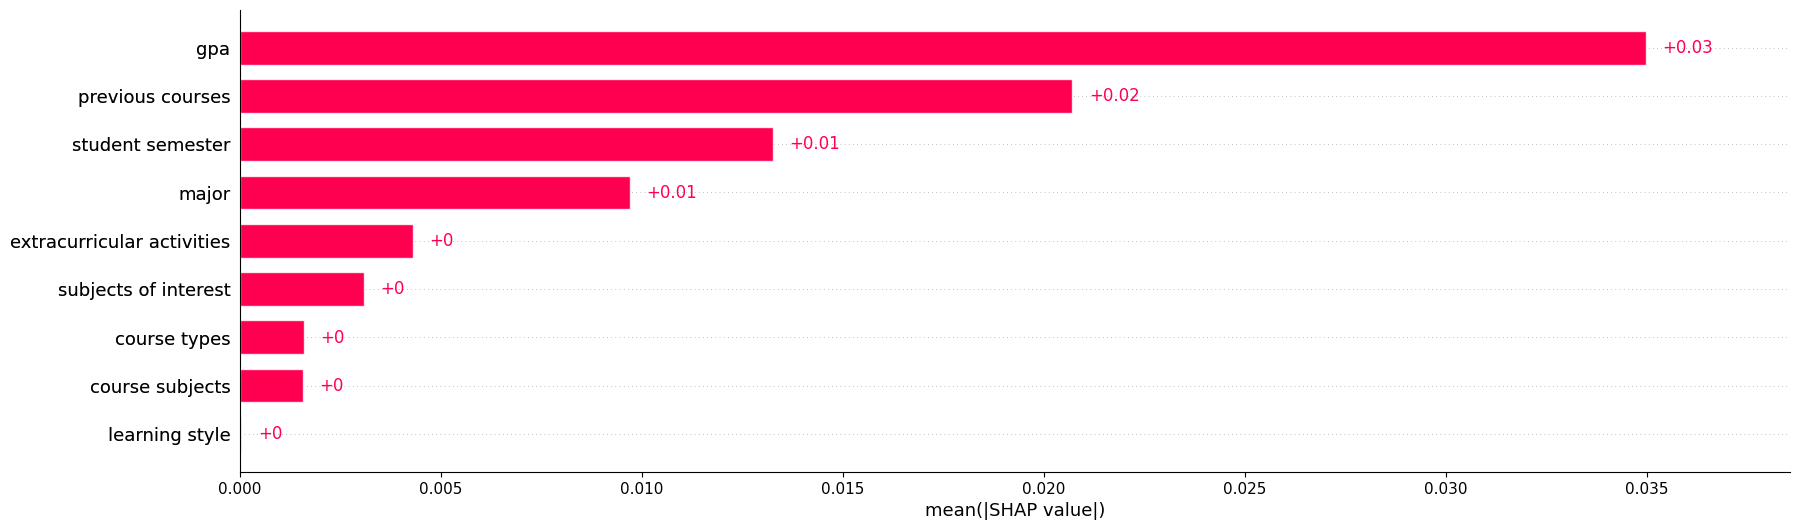 gpa +0.03
previous courses +0.02
student semester +0.01
major +0.01
extracurricular activities +0
subjects of interest +0
course types +0
course subjects +0
learning style +0
0.000 0.005 0.010 0.015 0.020 0.025 0.030 0.035
mean(|SHAP value|)